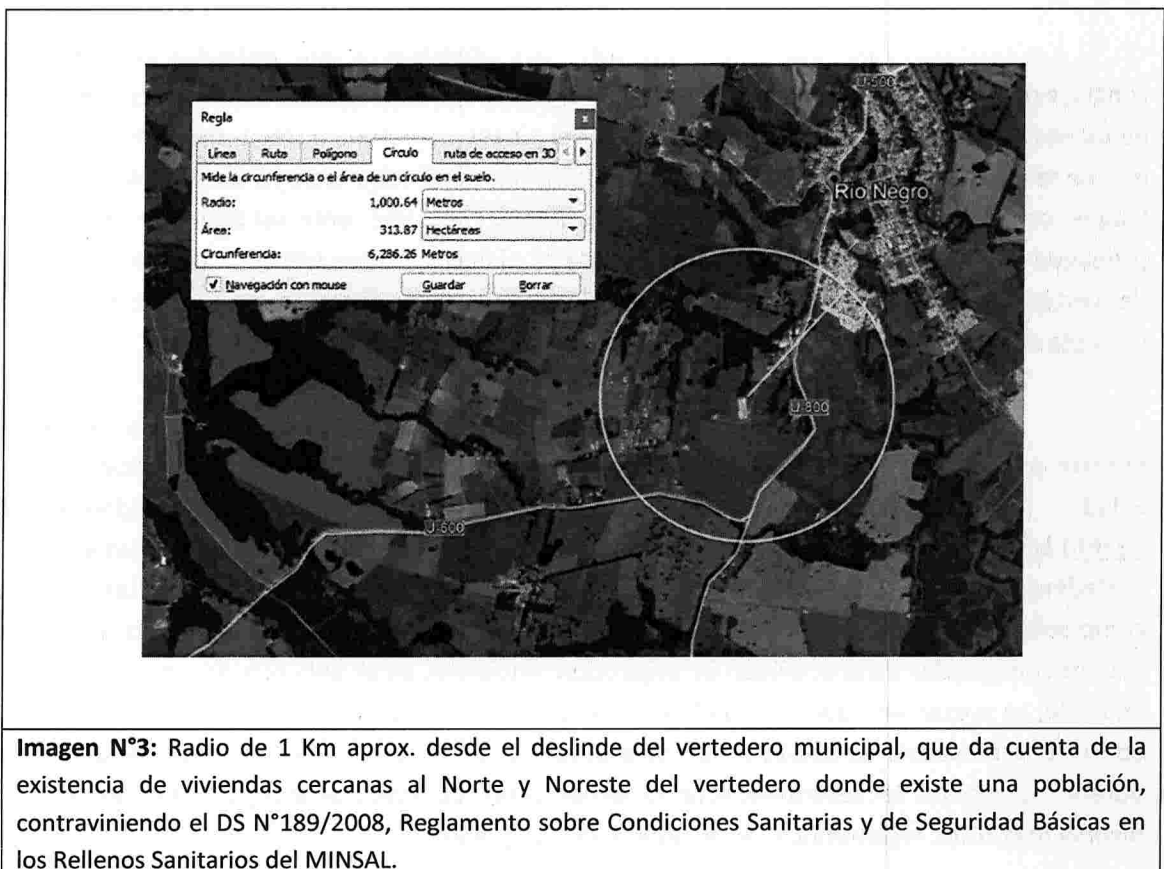 U-500
Regla
x
Línea Ruta Polígono Círculo ruta de acceso en 3D
Mide la circunferencia o el área de un círculo en el suelo.
Radio: 1,000.64 Metros
Área: 313.87 Hectáreas
Circunferencia: 6,286.26 Metros
Navegación con mouse Guardar Borrar
Río Negro
U-800
U-600
Imagen N°3: Radio de 1 Km aprox. desde el deslinde del vertedero municipal, que da cuenta de la
existencia de viviendas cercanas al Norte y Noreste del vertedero donde existe una población,
contraviniendo el DS N°189/2008, Reglamento sobre Condiciones Sanitarias y de Seguridad Básicas en
los Rellenos Sanitarios del MINSAL.